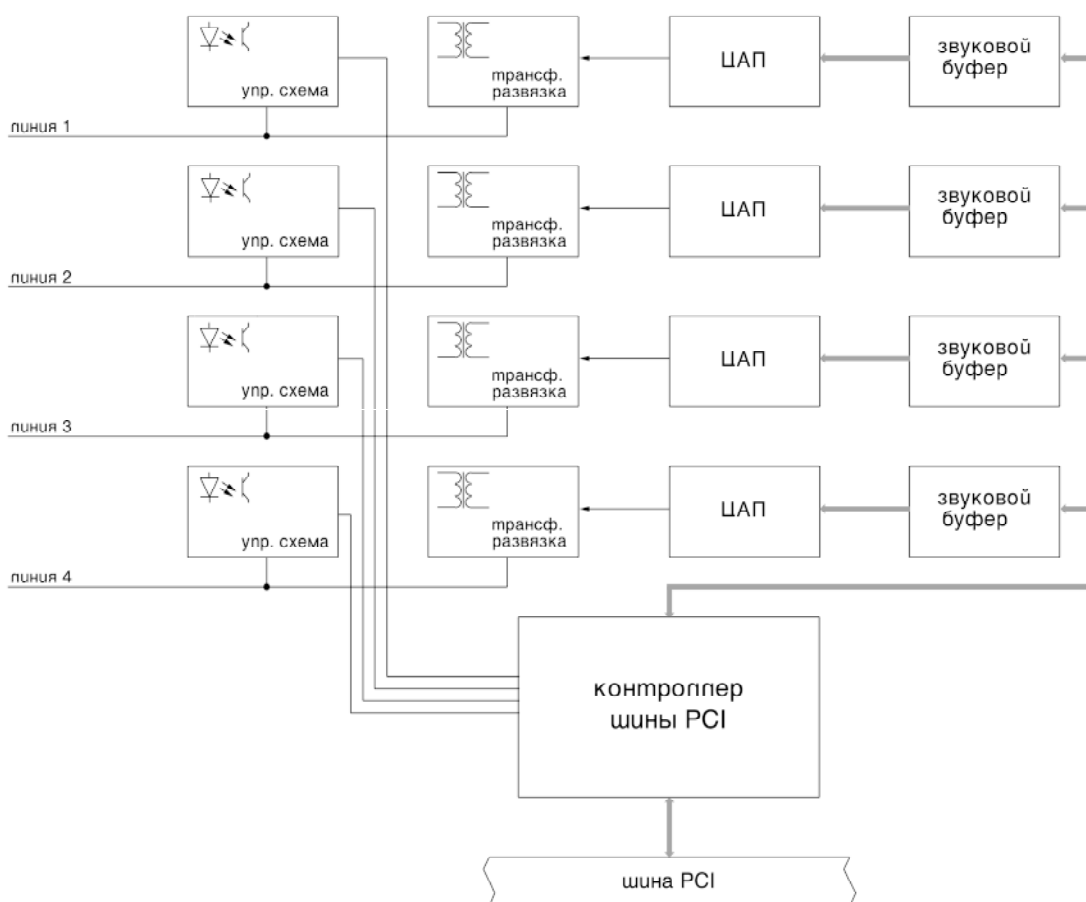 упр. схема
трансф.
развязка
ЦАП
звуковой
буфер
линия 1
упр. схема
трансф.
развязка
ЦАП
звуковой
буфер
линия 2
упр. схема
трансф.
развязка
ЦАП
звуковой
буфер
линия 3
упр. схема
трансф.
развязка
ЦАП
звуковой
буфер
линия 4
контроллер
шины PCI
шина PCI